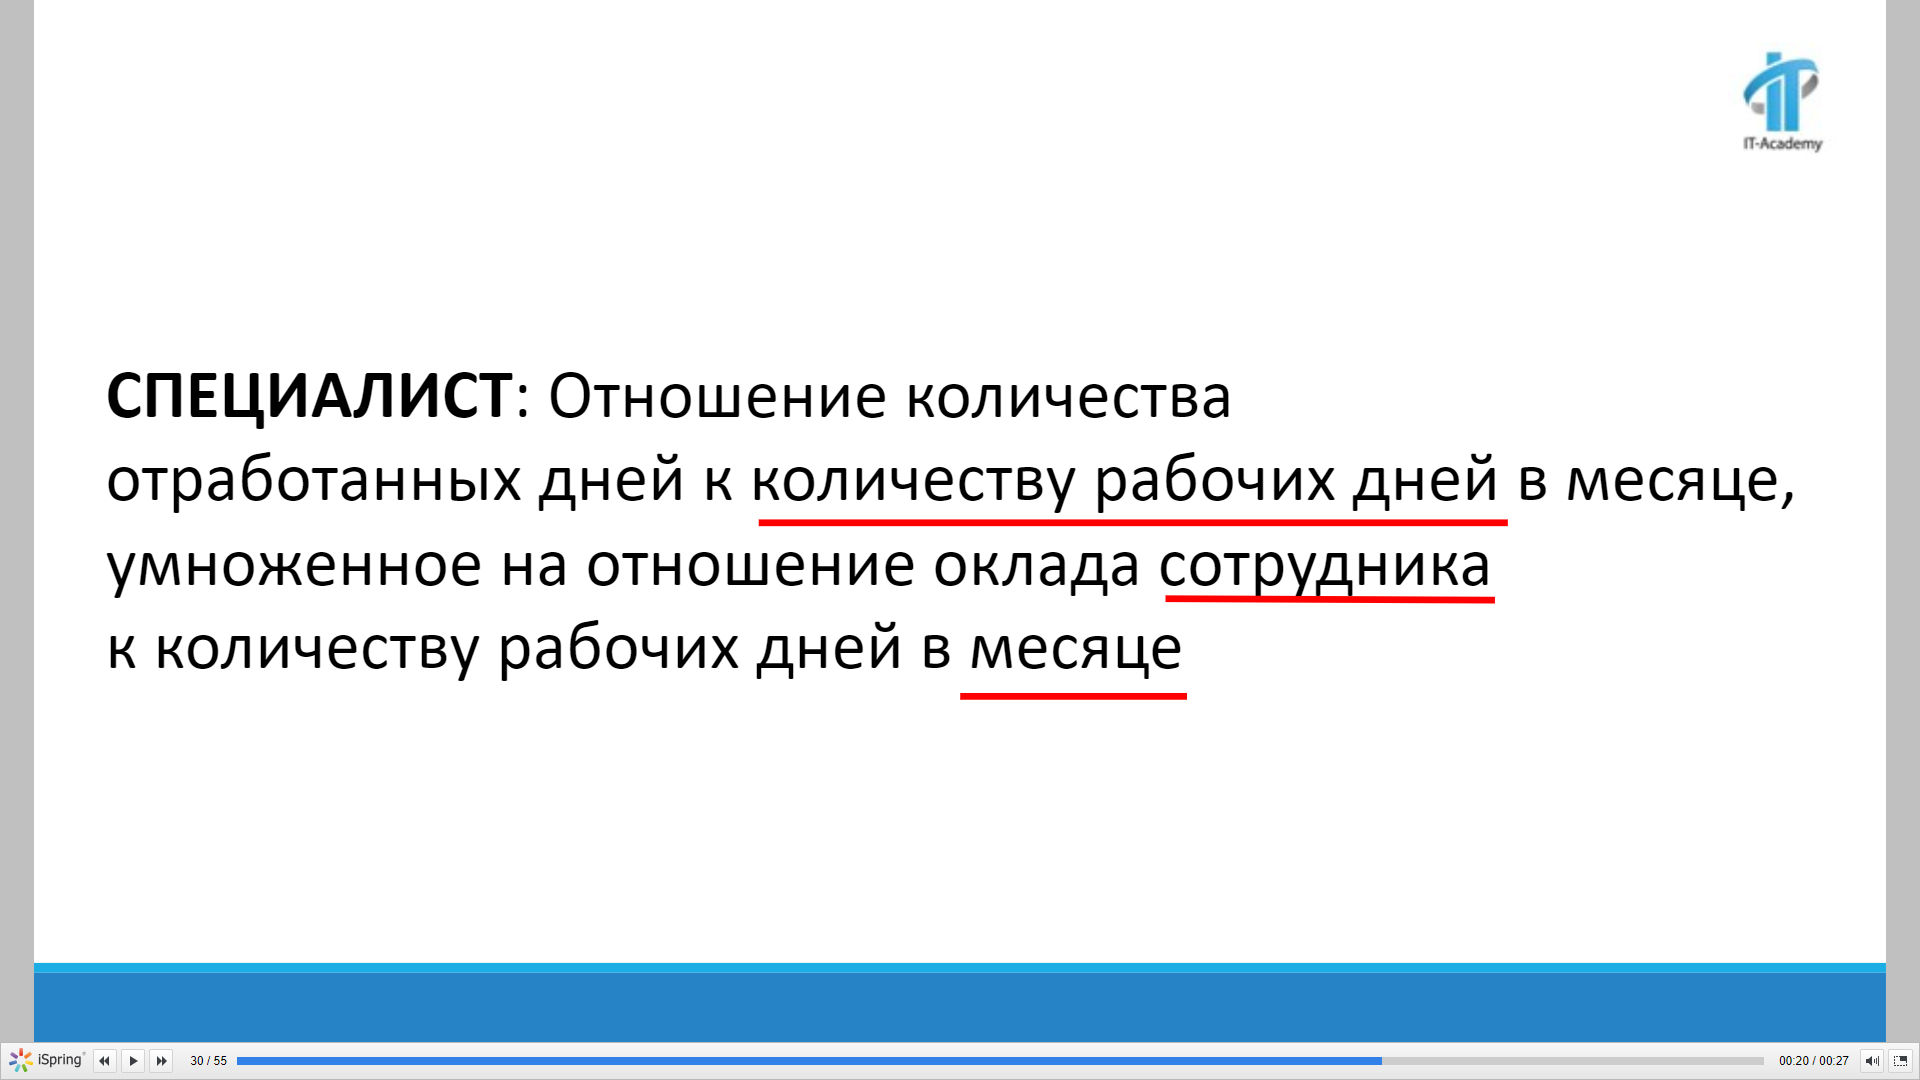 IT-Academy
СПЕЦИАЛИСТ: Отношение количества
отработанных дней к количеству рабочих дней в месяце,
умноженное на отношение оклада сотрудника
к количеству рабочих дней в месяце
iSpring 30 / 55 00:20 / 00:27